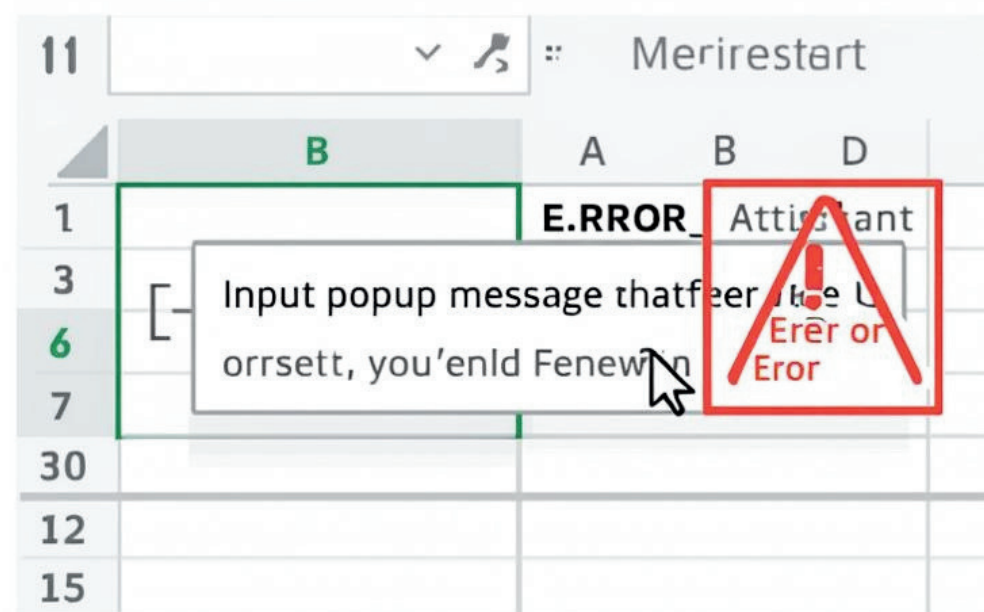 11 Merirestart
B A B D
1 E.RROR_
3 Input popup message thatfeer
6 orrsett, you'enld
Erer or
Eror
7
30
12
15